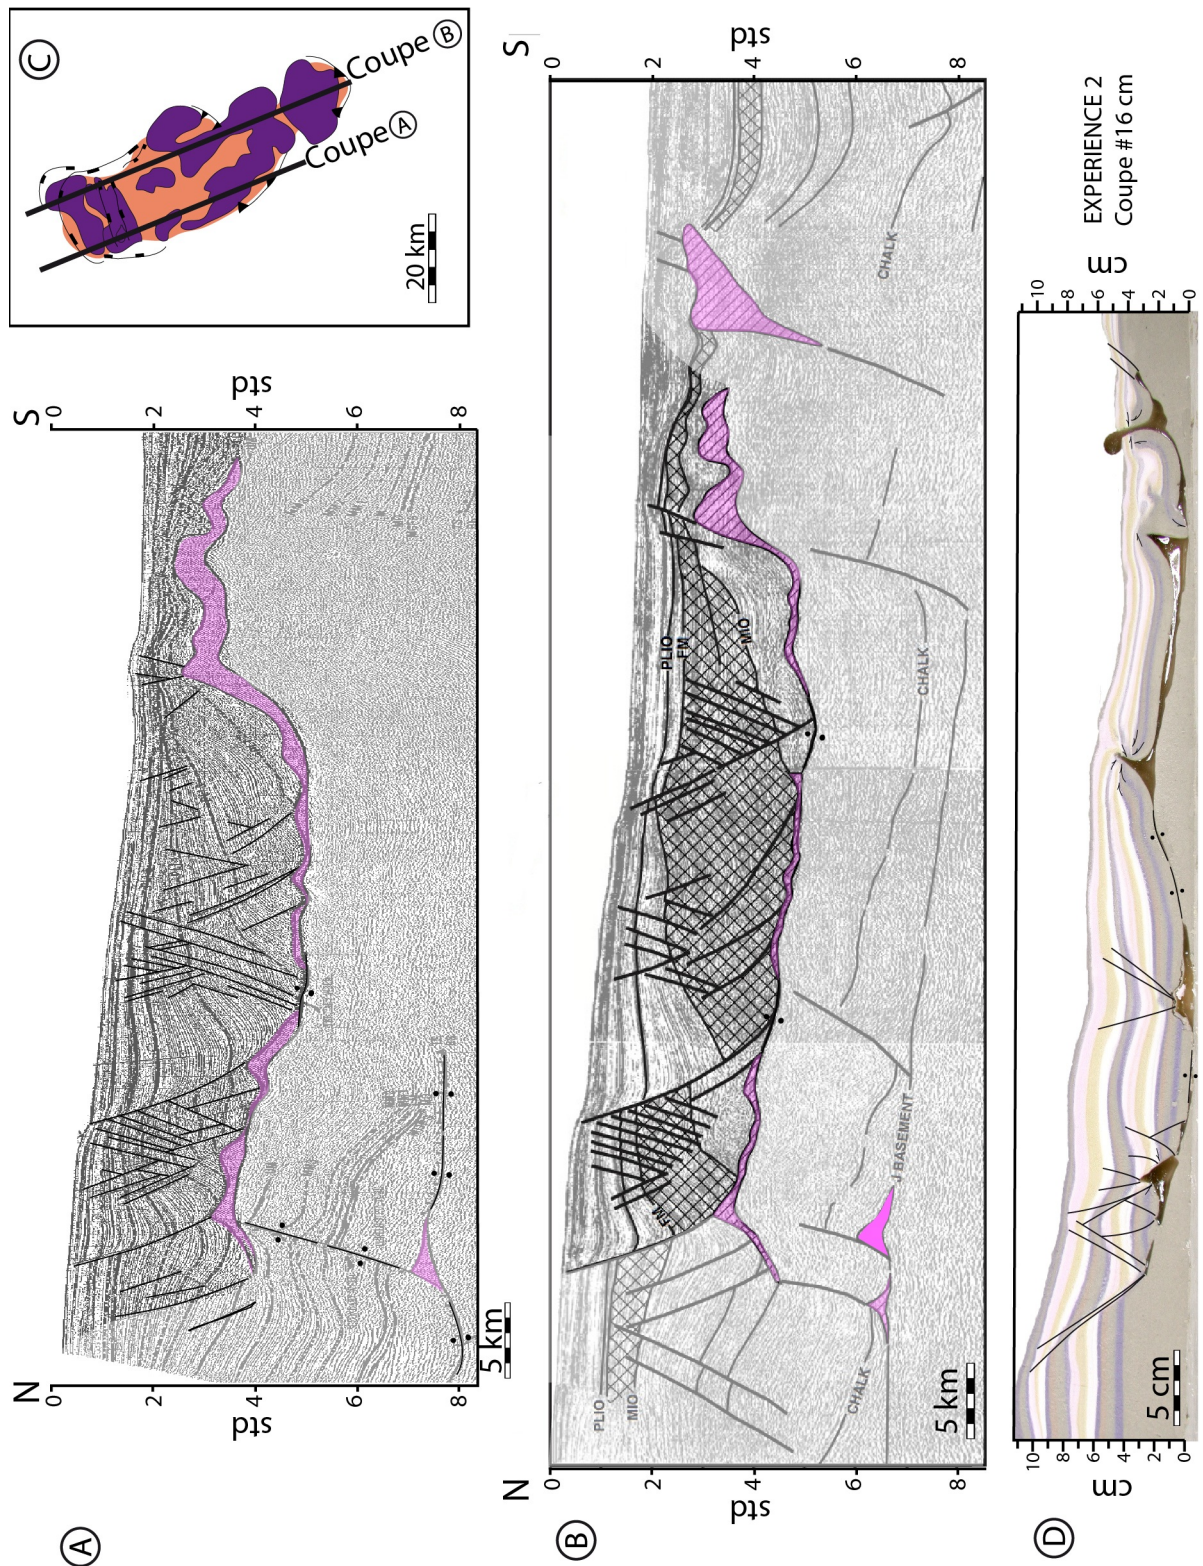 A
N
S
0
2
4
6
8
std
0
2
4
6
8
std
5 km
C
Coupe B
Coupe A
20 km
B
N
S
0
2
4
6
8
std
0
2
4
6
8
std
PLIO
MIO
FM
PLIO
FM
MIO
CHALK
J BASEMENT
CHALK
CHALK
5 km
D
cm
10
8
6
4
2
0
cm
10
8
6
4
2
0
5 cm
EXPERIENCE 2
Coupe #16 cm